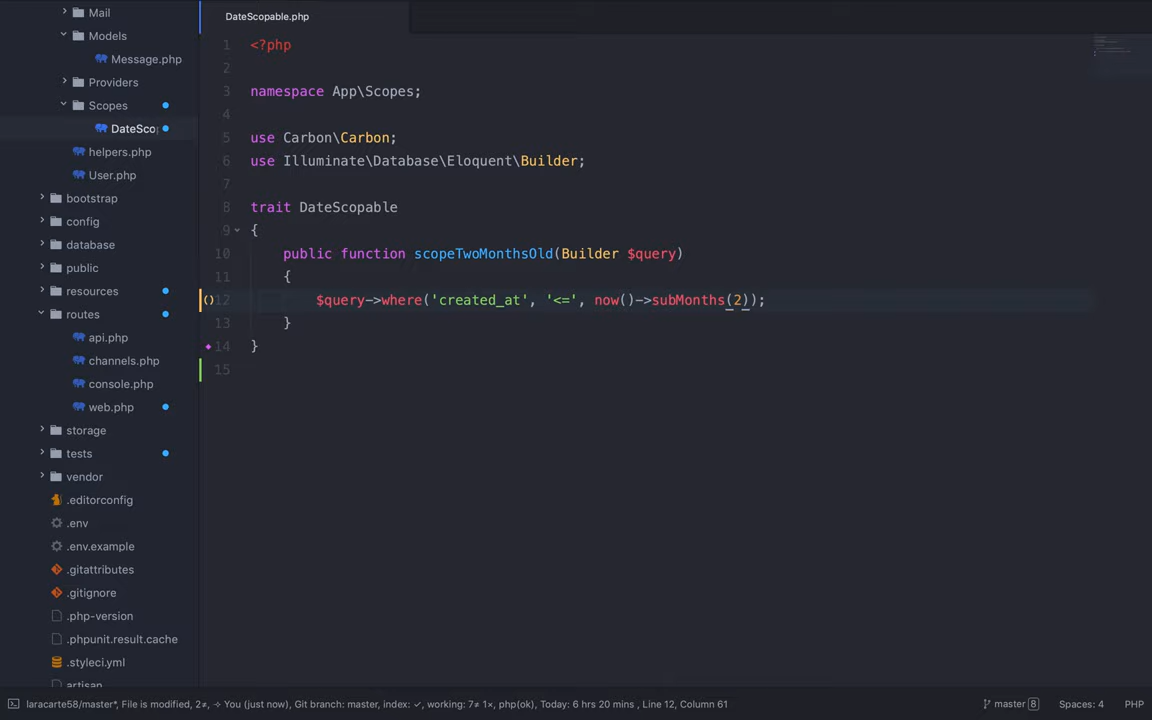 Mail
Models
Message.php
Providers
Scopes
DateSco
helpers.php
User.php
bootstrap
config
database
public
resources
routes
api.php
channels.php
console.php
web.php
storage
tests
vendor
.editorconfig
.env
.env.example
.gitattributes
.gitignore
.php-version
.phpunit.result.cache
.styleci.yml
artisan
DateScopable.php
1 <?php
2
3 namespace App\Scopes;
4
5 use Carbon\Carbon;
6 use Illuminate\Database\Eloquent\Builder;
7
8 trait DateScopable
9 {
10 public function scopeTwoMonthsOld(Builder $query)
11 {
12 $query->where('created_at', '<=', now()->subMonths(2));
13 }
14 }
15
laracarte58/master*, File is modified, 2≠, You (just now), Git branch: master, index: ✓, working: 7≠ 1×, php(ok), Today: 6 hrs 20 mins , Line 12, Column 61
master 8 Spaces: 4 PHP